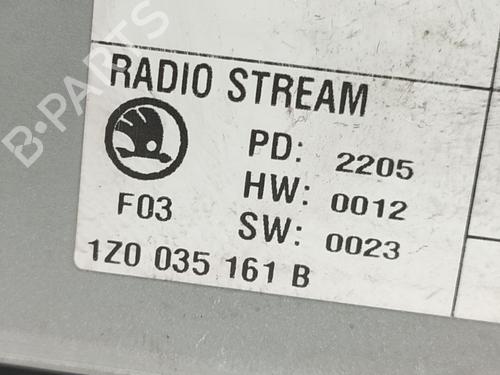 RADIO STREAM
PD: 2205
HW: 0012
F03
SW: 0023
1Z0 035 161 B
B-PARTS